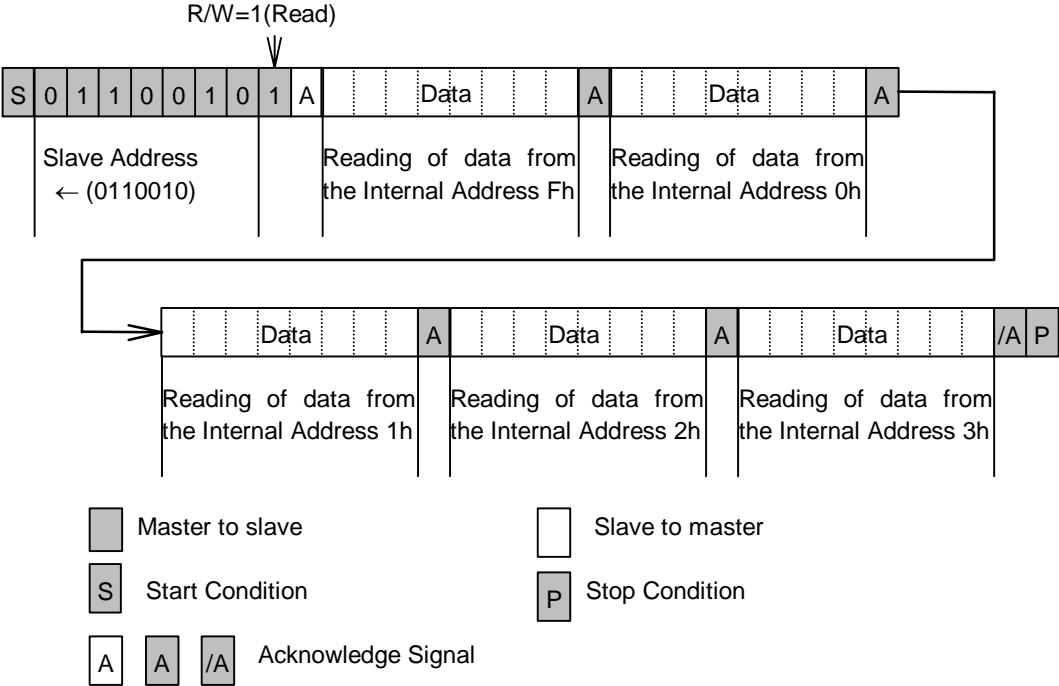 R/W=1(Read)
S 0 1 1 0 0 1 0 1 A Data A Data A
Slave Address
← (0110010)
Reading of data from
the Internal Address Fh
Reading of data from
the Internal Address 0h
Data A Data A Data /A P
Reading of data from
the Internal Address 1h
Reading of data from
the Internal Address 2h
Reading of data from
the Internal Address 3h
Master to slave
Slave to master
S Start Condition
P Stop Condition
A A /A Acknowledge Signal